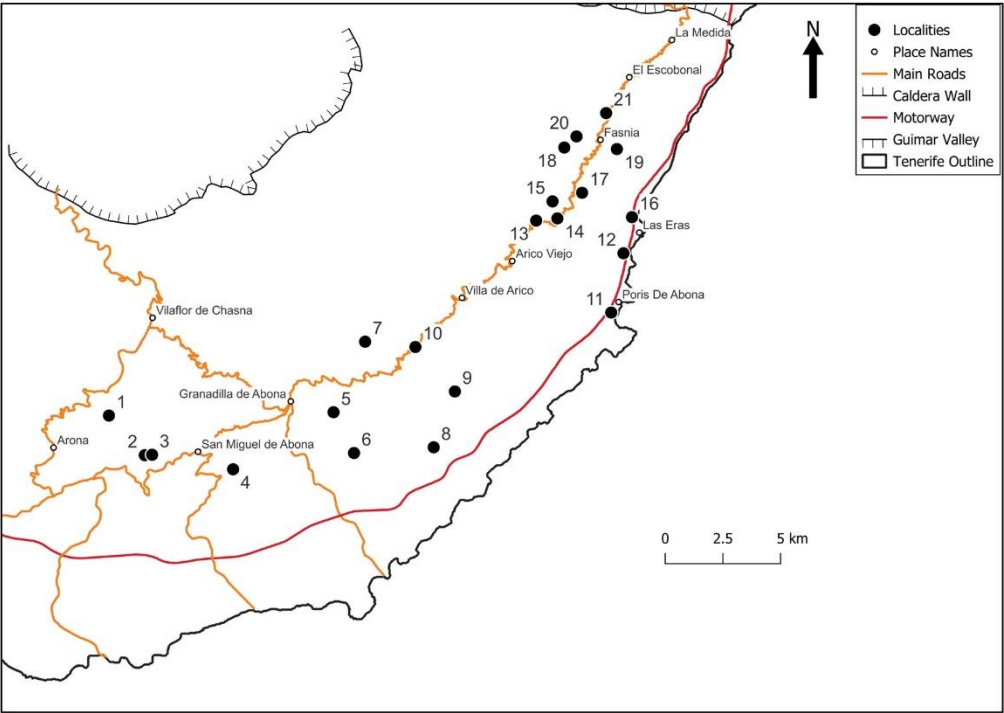 La Medida
N
El Escobonal
21
20
Fasnia
18
19
15
17
16
13
14
Las Eras
12
Arico Viejo
Villa de Arico
Poris De Abona
11
Vilaflor de Chasna
7
10
9
Granadilla de Abona
5
1
Arona
2
3
San Miguel de Abona
6
8
4
0
2.5
5 km
Localities
Place Names
Main Roads
Caldera Wall
Motorway
Guimar Valley
Tenerife Outline